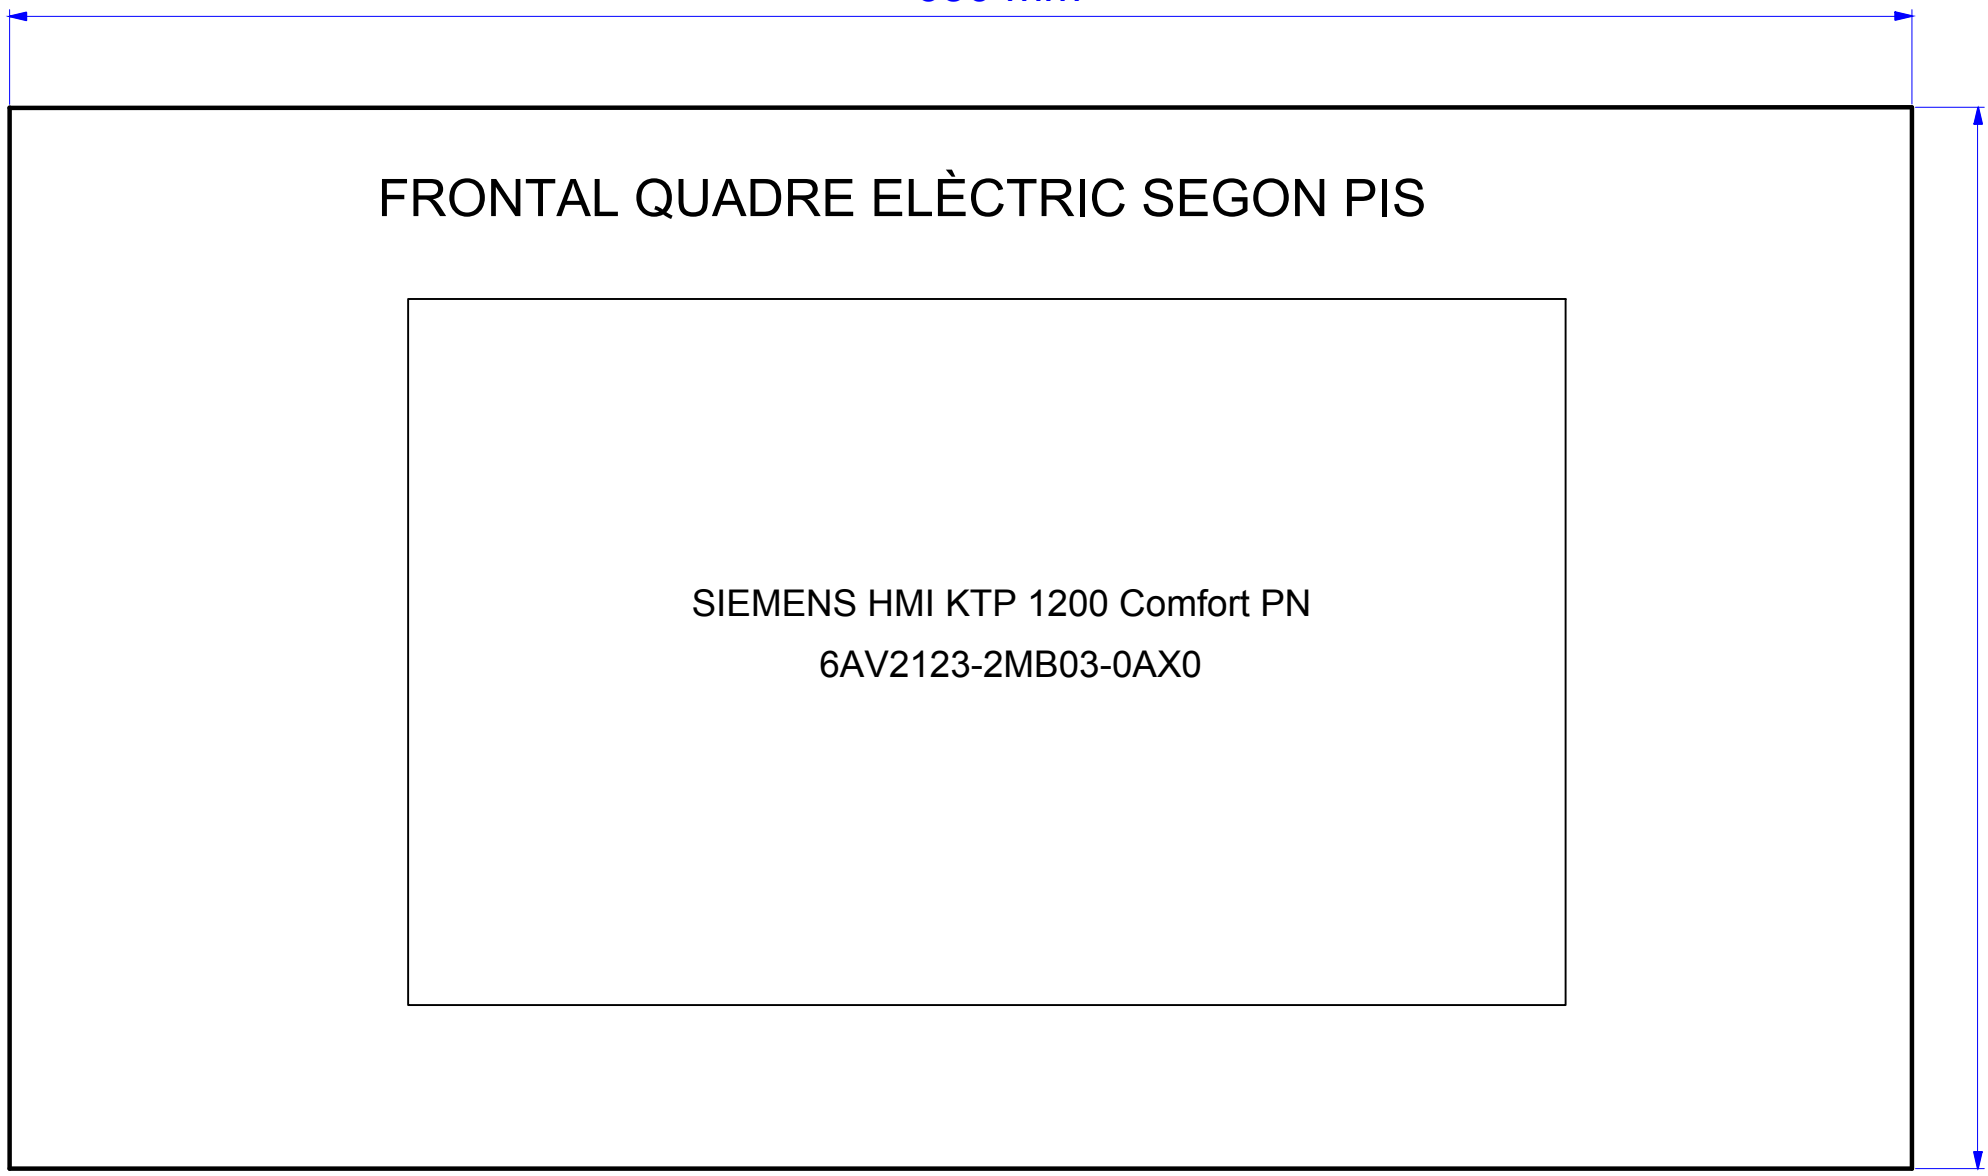 FRONTAL QUADRE ELÈCTRIC SEGON PIS
SIEMENS HMI KTP 1200 Comfort PN
6AV2123-2MB03-0AX0